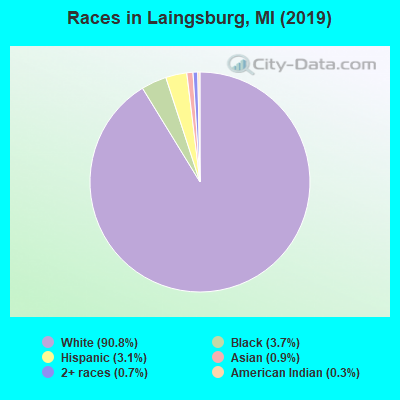 Races in Laingsburg, MI (2019)
City-Data.com
White (90.8%) Black (3.7%)
Hispanic (3.1%) Asian (0.9%)
2+ races (0.7%) American Indian (0.3%)